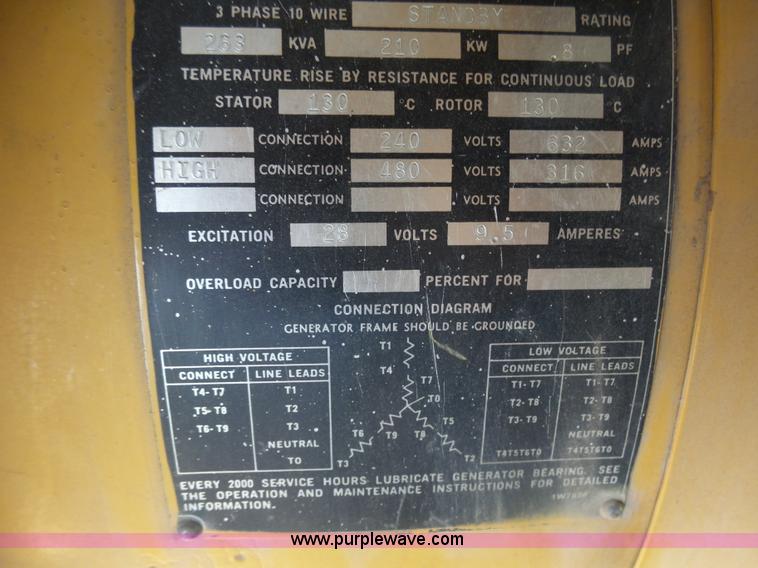 3 PHASE 10 WIRE STANDBY RATING
263 KVA 210 KW .8 PF
TEMPERATURE RISE BY RESISTANCE FOR CONTINUOUS LOAD
STATOR 130 °C ROTOR 130 °C
LOW CONNECTION 240 VOLTS 632 AMPS
HIGH CONNECTION 480 VOLTS 316 AMPS
CONNECTION VOLTS AMPS
EXCITATION 28 VOLTS 9.5 AMPERES
OVERLOAD CAPACITY PERCENT FOR
CONNECTION DIAGRAM
GENERATOR FRAME SHOULD BE GROUNDED
HIGH VOLTAGE
CONNECT LINE LEADS
T4-T7 T1
T5-T8 T2
T6-T9 T3
NEUTRAL
T0
T1
T4
T7
T0
T6 T9 T8 T5
T3 T2
LOW VOLTAGE
CONNECT LINE LEADS
T1-T7 T1-T7
T2-T8 T2-T8
T3-T9 T3-T9
NEUTRAL
T4T5T6T0 T4T5T6T0
EVERY 2000 SERVICE HOURS LUBRICATE GENERATOR BEARING. SEE
THE OPERATION AND MAINTENANCE INSTRUCTIONS FOR DETAILED
INFORMATION.
www.purplewave.com